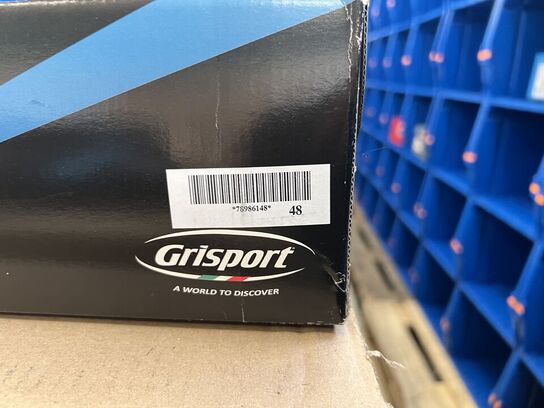 *78986148* 48
Grisport
A WORLD TO DISCOVER